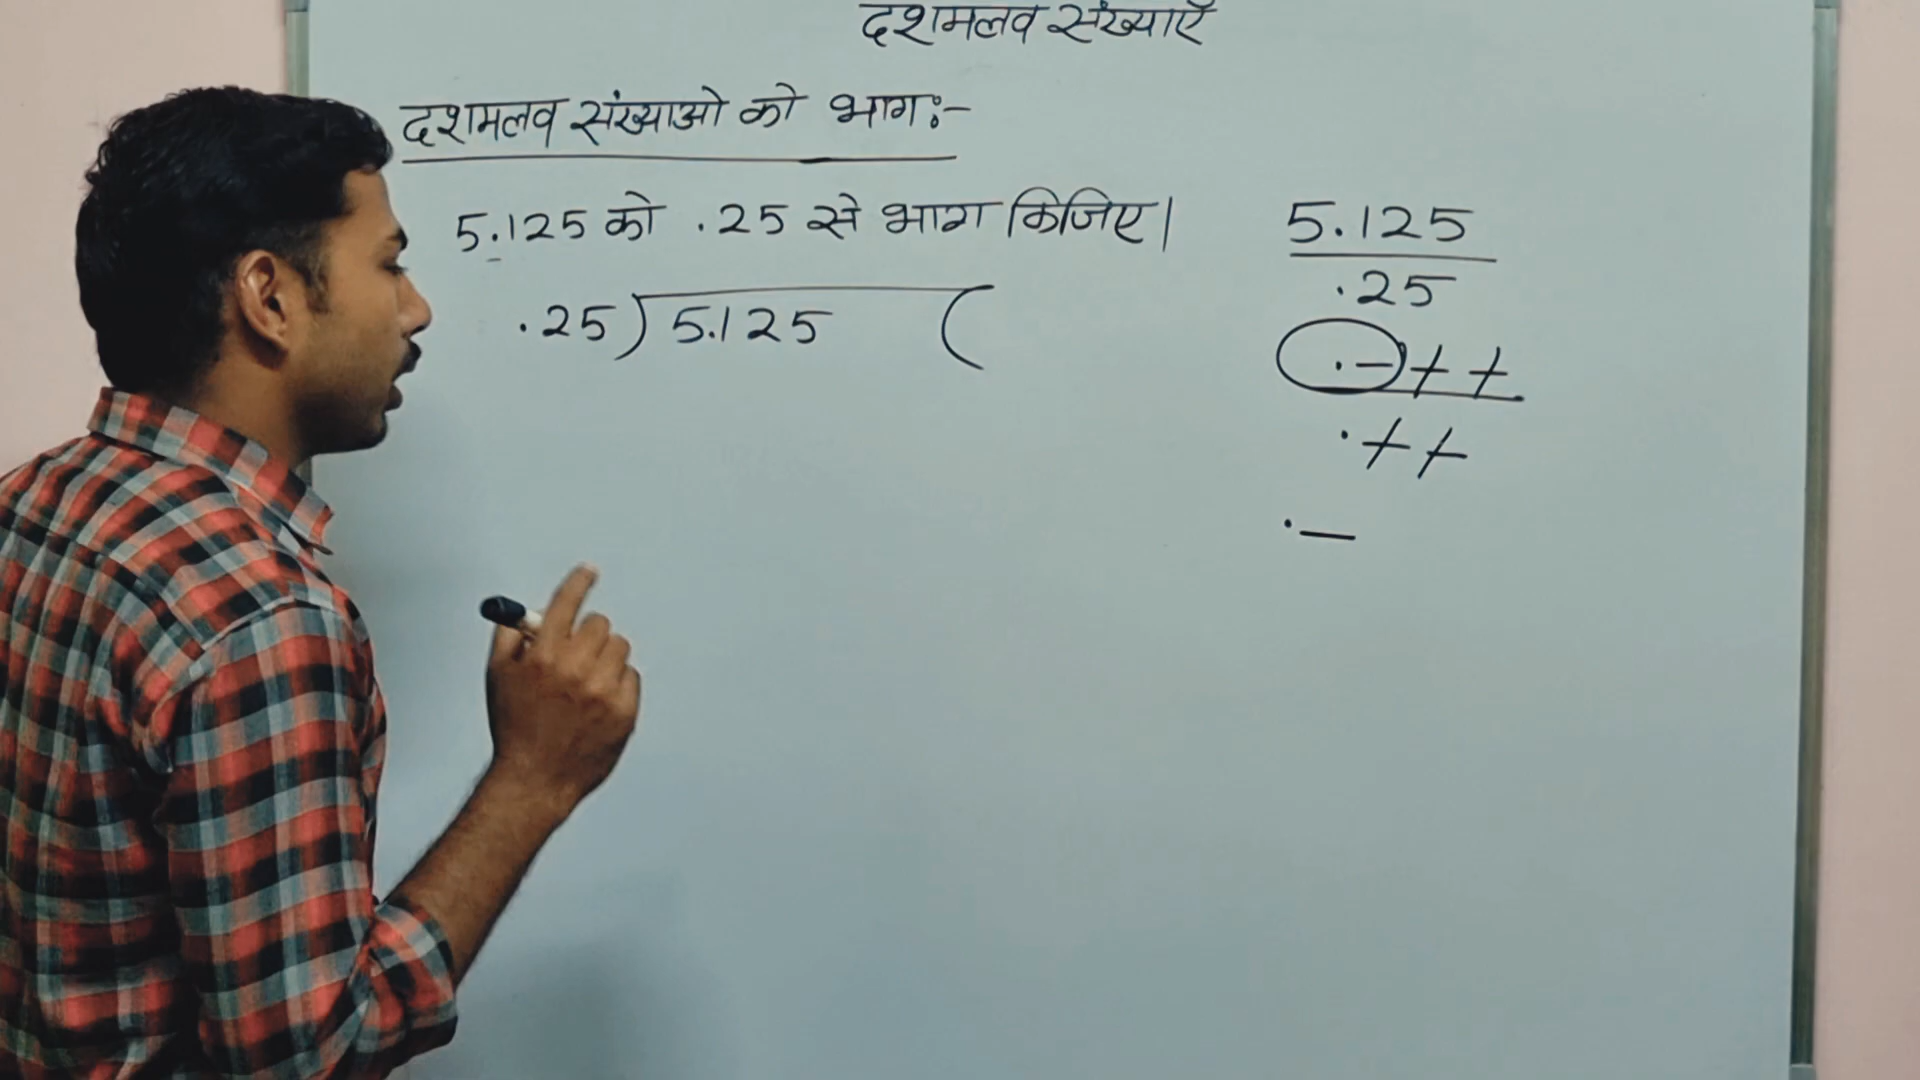 दशमलव संख्याएँ
दशमलव संख्याओ को भागः-
5.125 को .25 से भाग किजिए।
.25) 5.125 (
5.125
.25
. - + +
. + +
. -